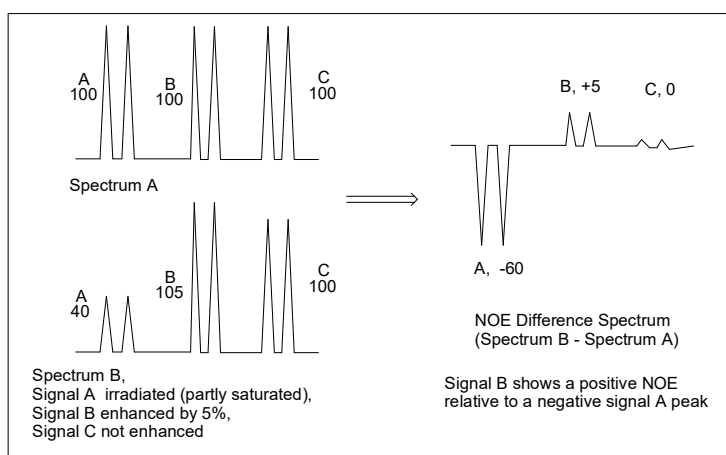 A
100
B
100
C
100
Spectrum A
A
40
B
105
C
100
Spectrum B,
Signal A irradiated (partly saturated),
Signal B enhanced by 5%,
Signal C not enhanced
B, +5
C, 0
A, -60
NOE Difference Spectrum
(Spectrum B - Spectrum A)
Signal B shows a positive NOE
relative to a negative signal A peak